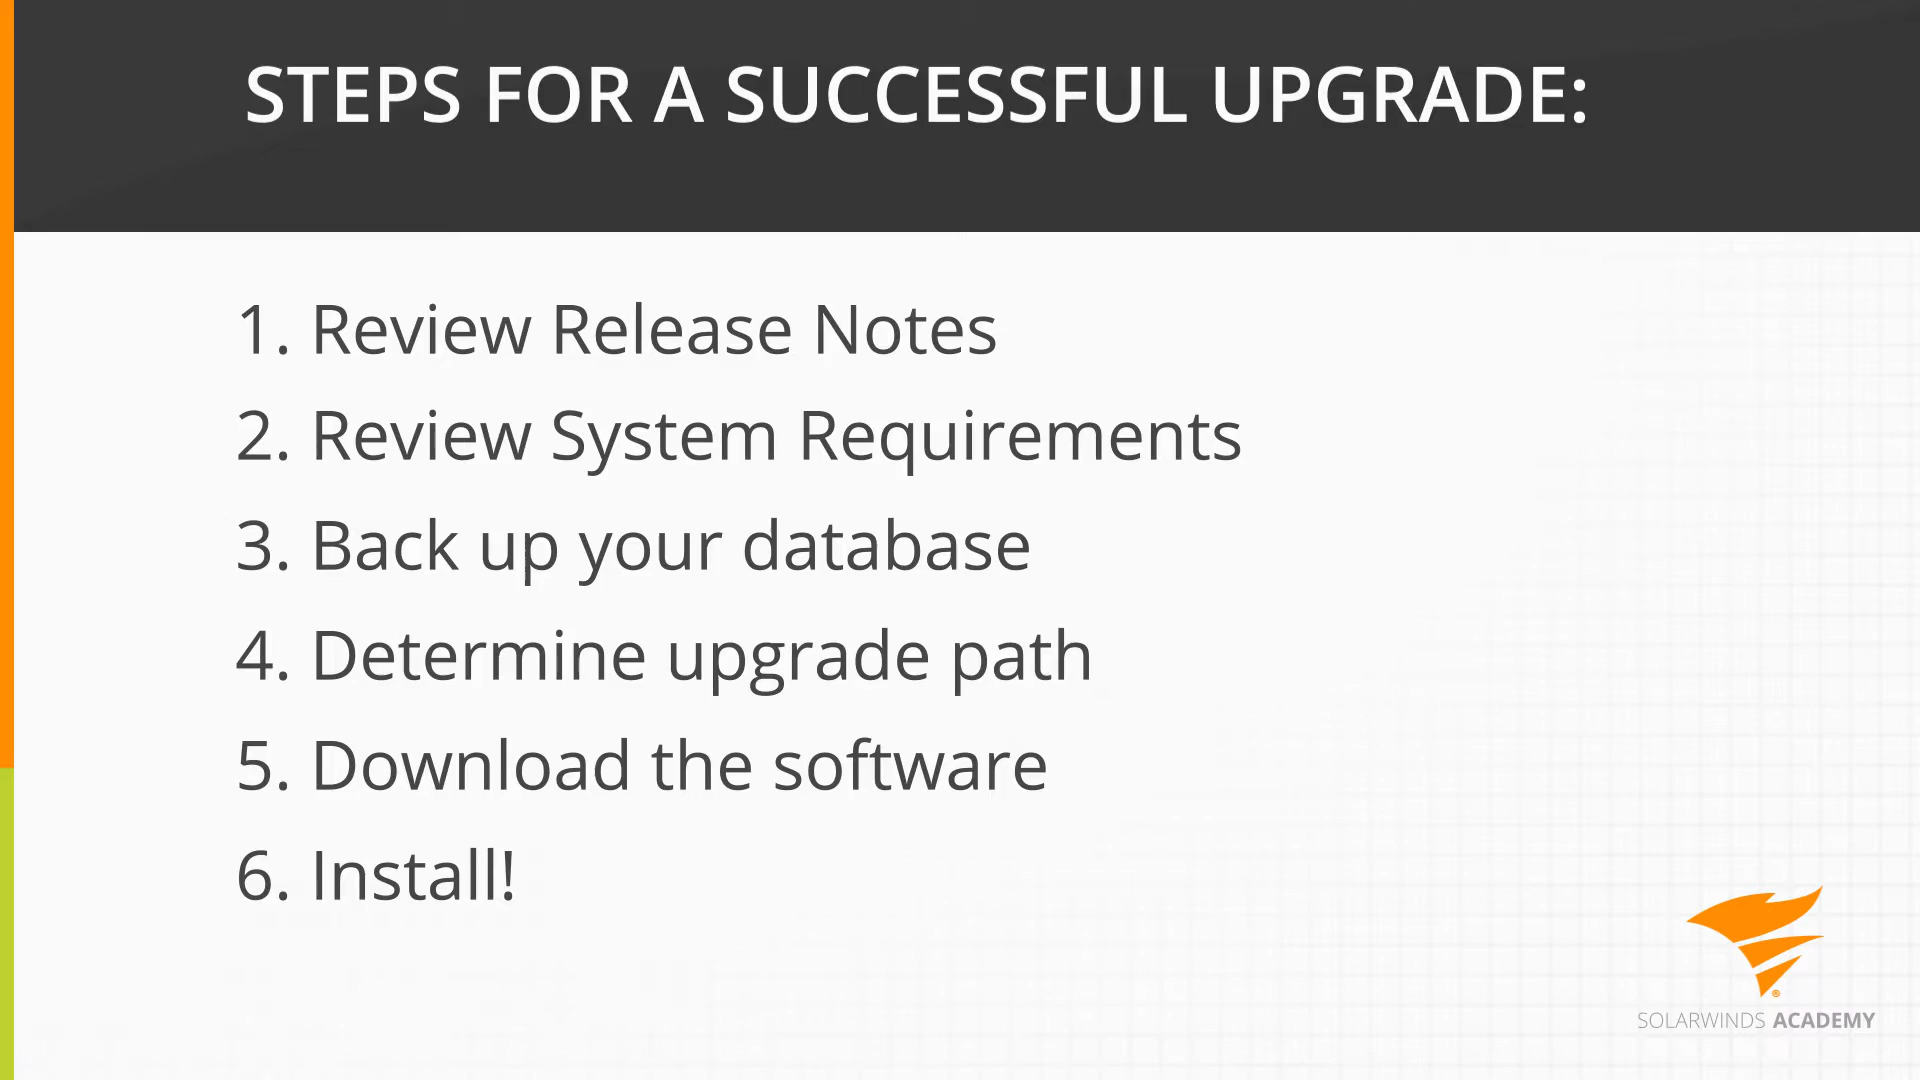 STEPS FOR A SUCCESSFUL UPGRADE:
1. Review Release Notes
2. Review System Requirements
3. Back up your database
4. Determine upgrade path
5. Download the software
6. Install!
®
SOLARWINDS ACADEMY